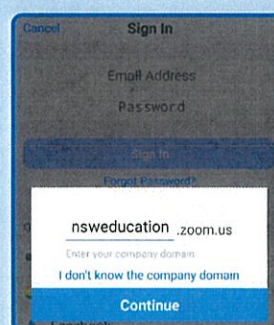 Cancel Sign In
Email Address
Password
Sign In
Forgot Password?
nsweducation .zoom.us
Enter your company domain
I don't know the company domain
Continue
Facebook